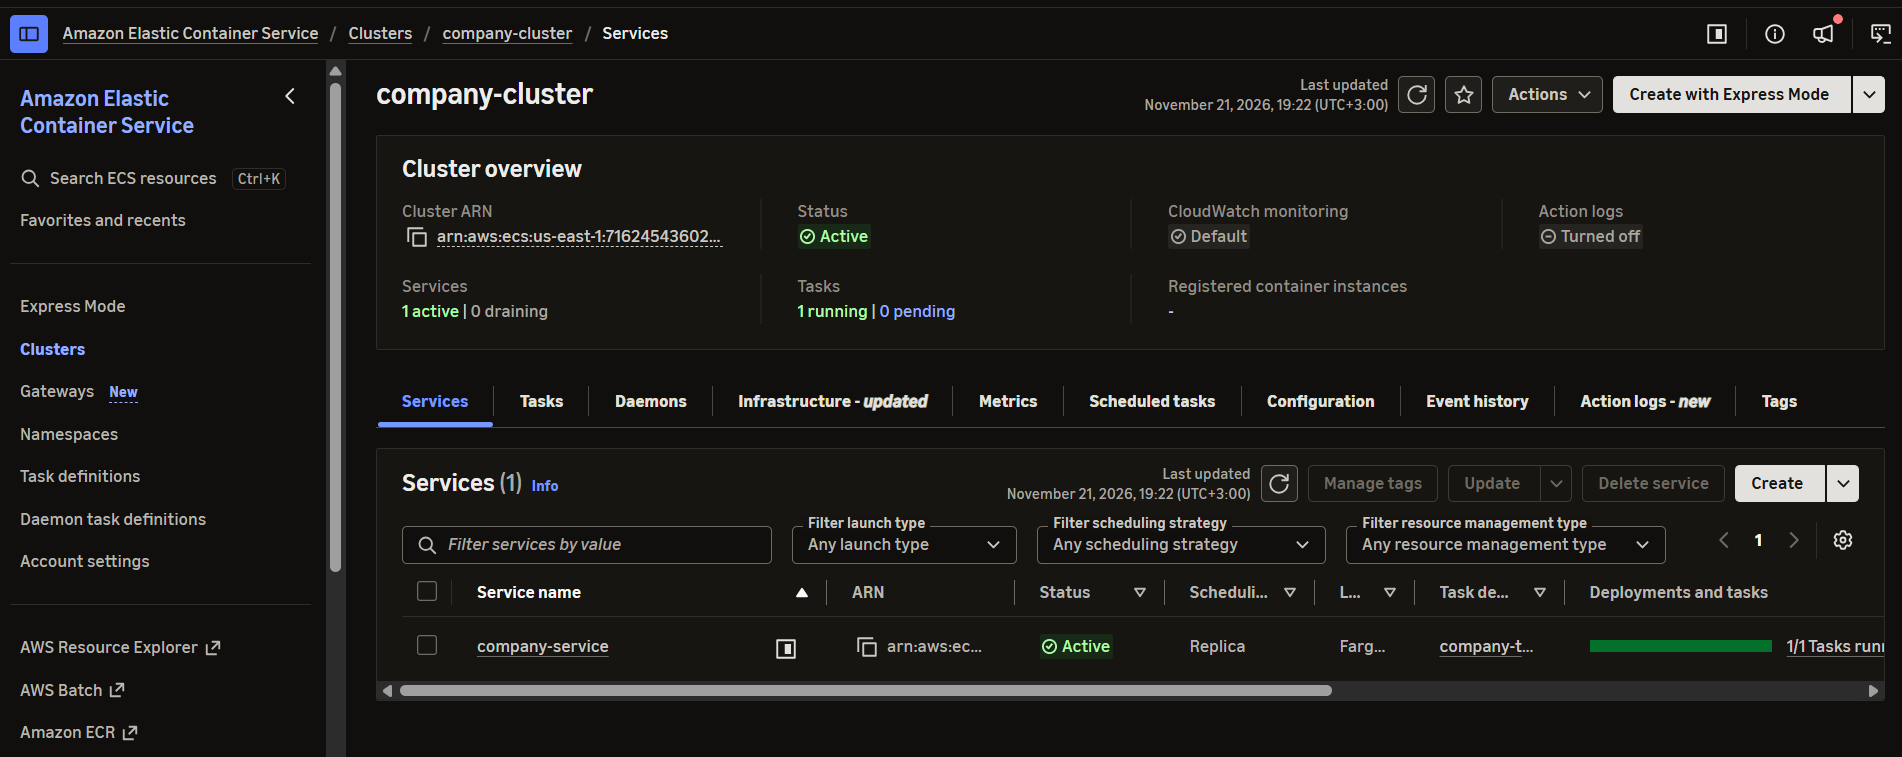 Amazon Elastic Container Service / Clusters / company-cluster / Services
Amazon Elastic
Container Service
Search ECS resources Ctrl+K
Favorites and recents
Express Mode
Clusters
Gateways New
Namespaces
Task definitions
Daemon task definitions
Account settings
AWS Resource Explorer
AWS Batch
Amazon ECR
company-cluster
Last updated
November 21, 2026, 19:22 (UTC+3:00)
Actions
Create with Express Mode
Cluster overview
Cluster ARN
arn:aws:ecs:us-east-1:71624543602...
Status
Active
CloudWatch monitoring
Default
Action logs
Turned off
Services
1 active | 0 draining
Tasks
1 running | 0 pending
Registered container instances
-
Services Tasks Daemons Infrastructure - updated Metrics Scheduled tasks Configuration Event history Action logs - new Tags
Services (1) Info
Last updated
November 21, 2026, 19:22 (UTC+3:00)
Manage tags Update Delete service Create
Filter services by value
Filter launch type
Any launch type
Filter scheduling strategy
Any scheduling strategy
Filter resource management type
Any resource management type
1
Service name ARN Status Scheduli... L... Task de... Deployments and tasks
company-service arn:aws:ec... Active Replica Farg... company-t... 1/1 Tasks runn